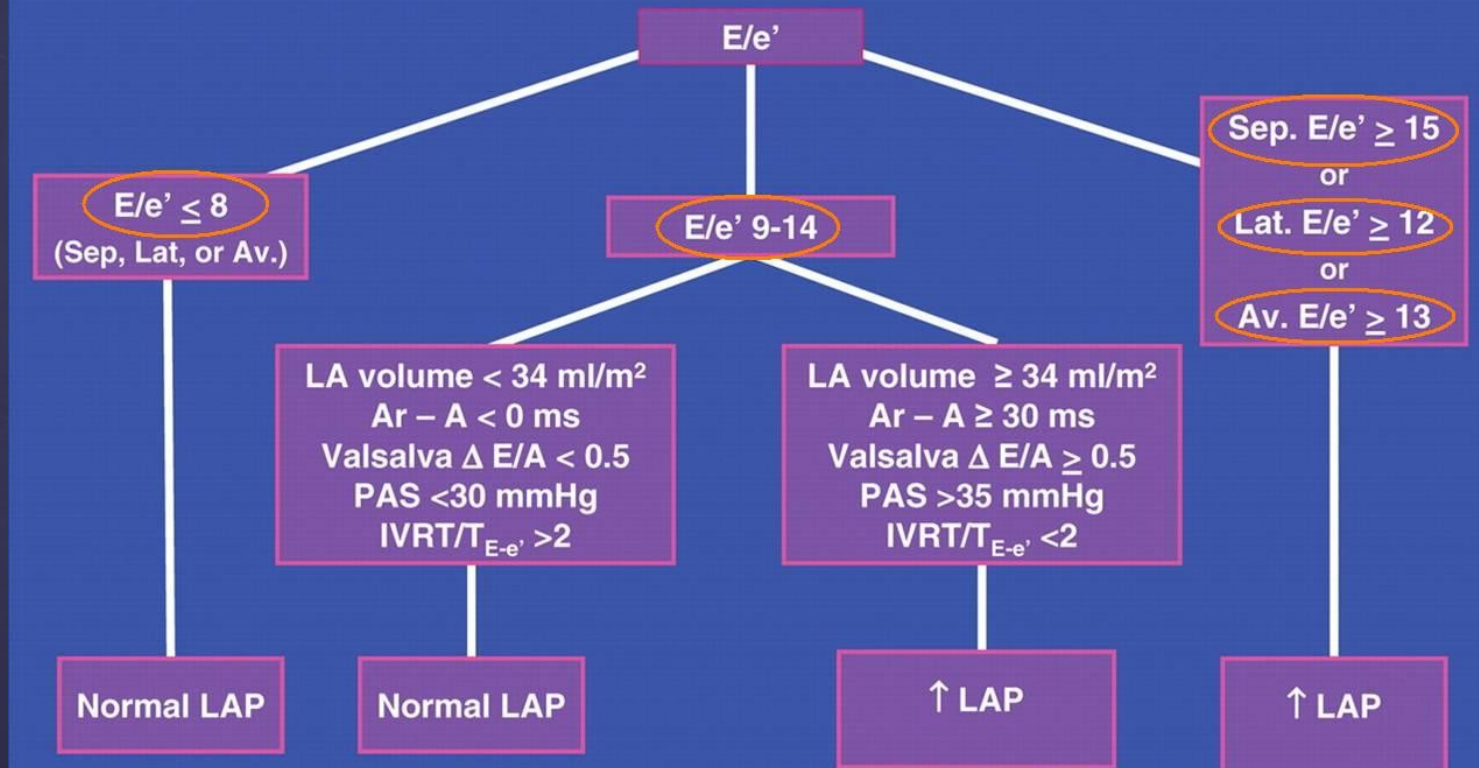 E/e’
E/e’ ≤ 8
(Sep, Lat, or Av.)
E/e’ 9-14
Sep. E/e’ ≥ 15
or
Lat. E/e’ ≥ 12
or
Av. E/e’ ≥ 13
LA volume < 34 ml/m²
Ar – A < 0 ms
Valsalva Δ E/A < 0.5
PAS <30 mmHg
IVRT/T_E-e’ >2
LA volume ≥ 34 ml/m²
Ar – A ≥ 30 ms
Valsalva Δ E/A ≥ 0.5
PAS >35 mmHg
IVRT/T_E-e’ <2
Normal LAP
Normal LAP
↑ LAP
↑ LAP